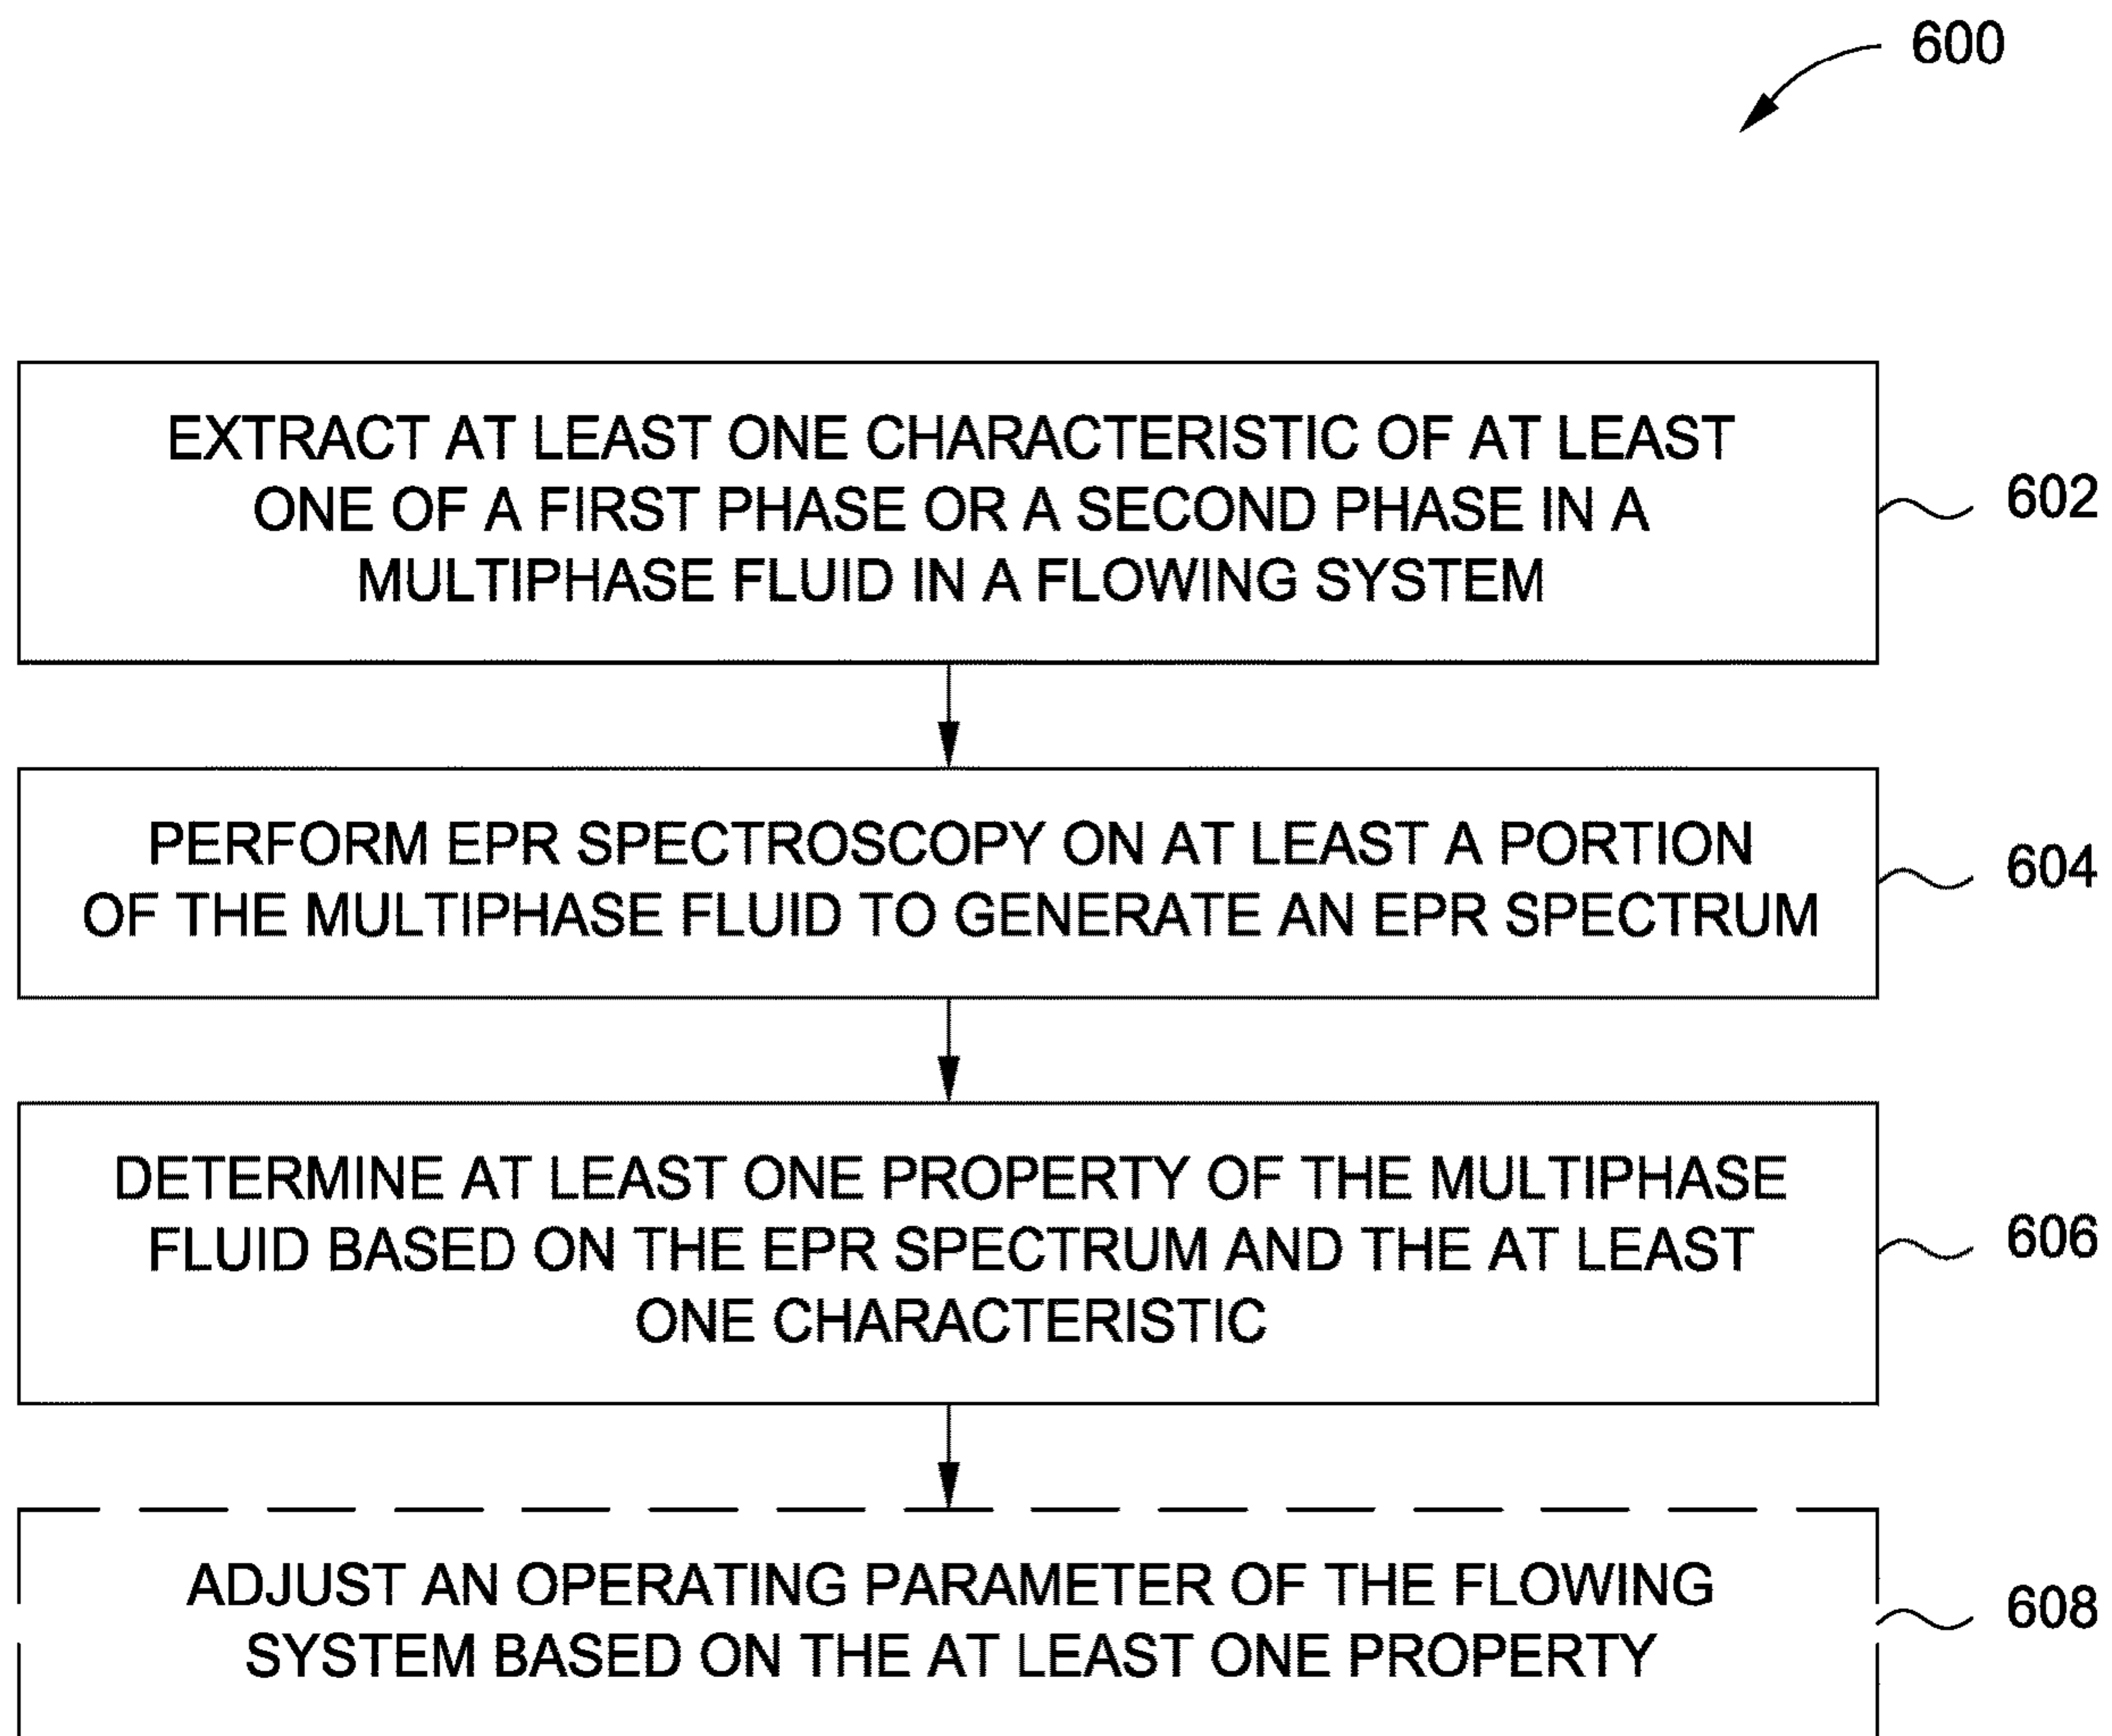 600
EXTRACT AT LEAST ONE CHARACTERISTIC OF AT LEAST
ONE OF A FIRST PHASE OR A SECOND PHASE IN A
MULTIPHASE FLUID IN A FLOWING SYSTEM
602
PERFORM EPR SPECTROSCOPY ON AT LEAST A PORTION
OF THE MULTIPHASE FLUID TO GENERATE AN EPR SPECTRUM
604
DETERMINE AT LEAST ONE PROPERTY OF THE MULTIPHASE
FLUID BASED ON THE EPR SPECTRUM AND THE AT LEAST
ONE CHARACTERISTIC
606
ADJUST AN OPERATING PARAMETER OF THE FLOWING
SYSTEM BASED ON THE AT LEAST ONE PROPERTY
608